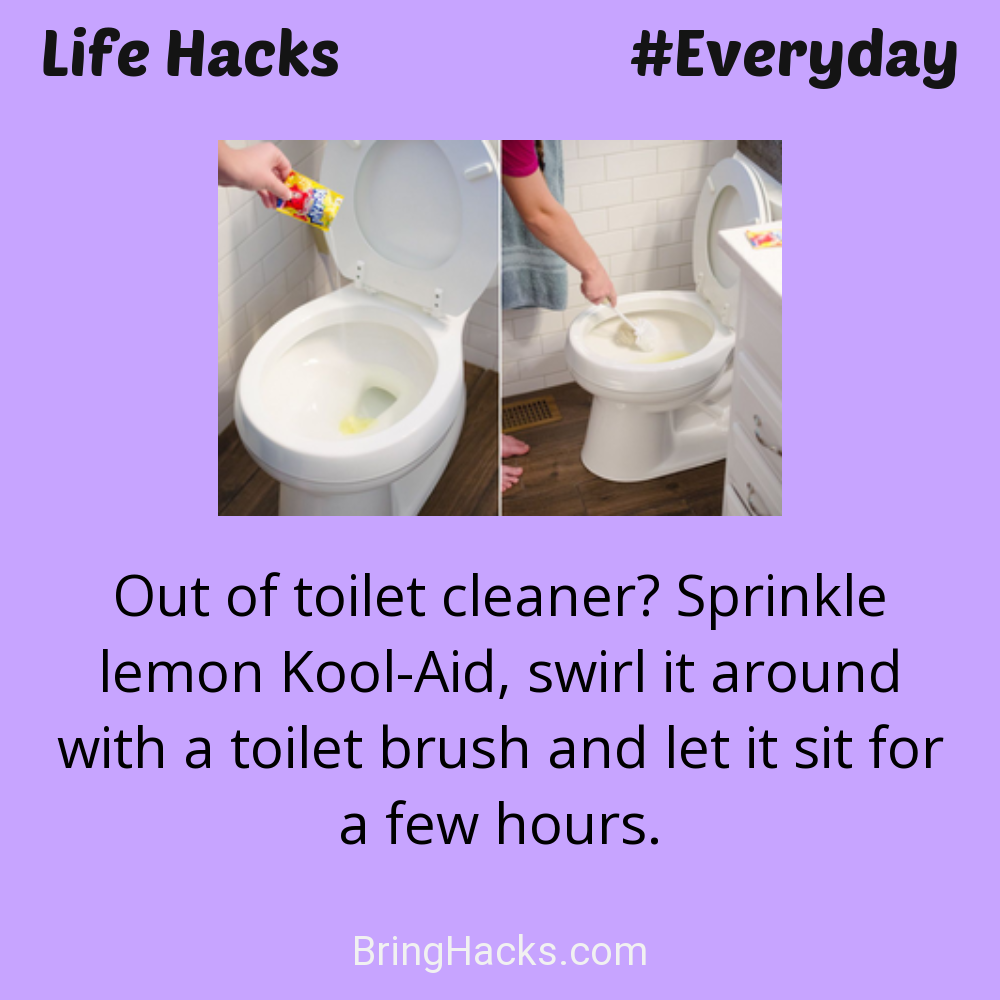 Life Hacks #Everyday
Out of toilet cleaner? Sprinkle
lemon Kool-Aid, swirl it around
with a toilet brush and let it sit for
a few hours.
BringHacks.com